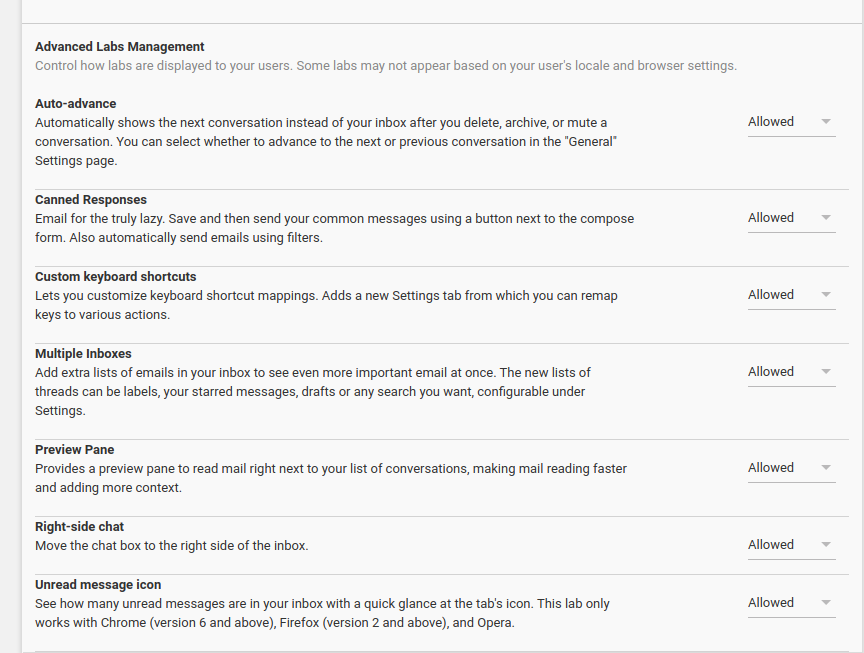 Advanced Labs Management
Control how labs are displayed to your users. Some labs may not appear based on your user's locale and browser settings.
Auto-advance
Automatically shows the next conversation instead of your inbox after you delete, archive, or mute a
conversation. You can select whether to advance to the next or previous conversation in the "General"
Settings page.
Allowed
Canned Responses
Email for the truly lazy. Save and then send your common messages using a button next to the compose
form. Also automatically send emails using filters.
Allowed
Custom keyboard shortcuts
Lets you customize keyboard shortcut mappings. Adds a new Settings tab from which you can remap
keys to various actions.
Allowed
Multiple Inboxes
Add extra lists of emails in your inbox to see even more important email at once. The new lists of
threads can be labels, your starred messages, drafts or any search you want, configurable under
Settings.
Allowed
Preview Pane
Provides a preview pane to read mail right next to your list of conversations, making mail reading faster
and adding more context.
Allowed
Right-side chat
Move the chat box to the right side of the inbox.
Allowed
Unread message icon
See how many unread messages are in your inbox with a quick glance at the tab's icon. This lab only
works with Chrome (version 6 and above), Firefox (version 2 and above), and Opera.
Allowed